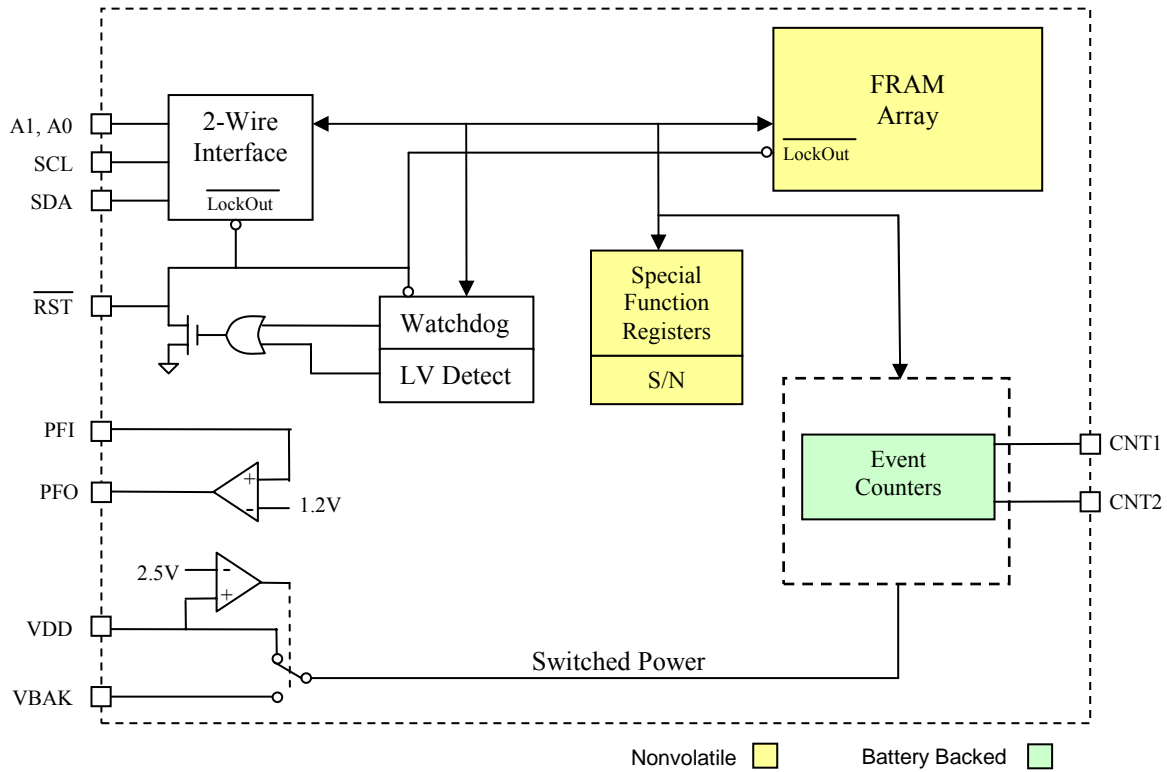 FRAM
Array
LockOut
A1, A0
SCL
SDA
2-Wire
Interface
LockOut
RST
Watchdog
LV Detect
Special
Function
Registers
S/N
PFI
PFO
+
-
1.2V
Event
Counters
CNT1
CNT2
2.5V
-
+
VDD
VBAK
Switched Power
Nonvolatile
Battery Backed